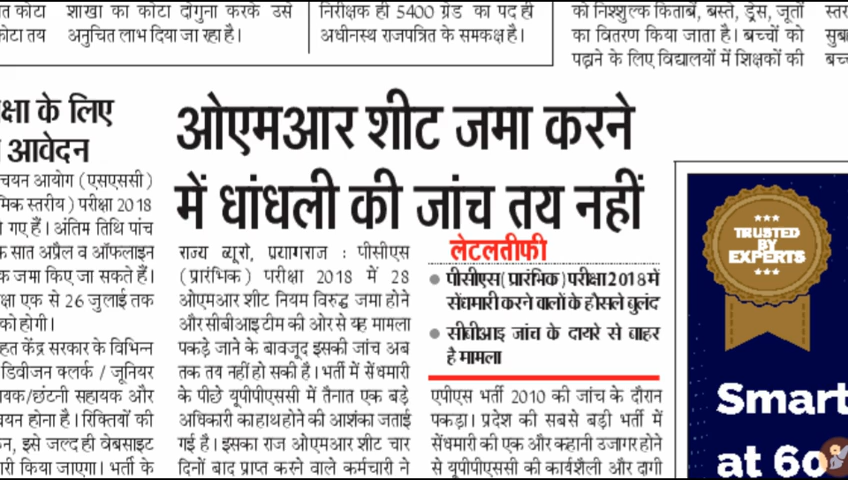 त कोटा
कोटा तय
शाखा का कोटा दोगुना करके उसे
अनुचित लाभ दिया जा रहा है।
निरीक्षक ही 5400 ग्रेड का पद ही
अधीनस्थ राजपत्रित के समकक्ष है।
को निश्शुल्क किताबें, बस्ते, ड्रेस, जूतों
का वितरण किया जाता है। बच्चों को
पढ़ाने के लिए विद्यालयों में शिक्षकों की
स्तर
सुबा
बच्च
क्षा के लिए
आवेदन
चयन आयोग (एसएससी)
मिक स्तरीय) परीक्षा 2018
गए हैं। अंतिम तिथि पांच
क सात अप्रैल व ऑफलाइन
क जमा किए जा सकते हैं।
क्षा एक से 26 जुलाई तक
को होगी।
हत केंद्र सरकार के विभिन्न
डिवीजन क्लर्क / जूनियर
यक/छंटनी सहायक और
चयन होना है। रिक्तियों की
न, इसे जल्द ही वेबसाइट
री किया जाएगा। भर्ती के
ओएमआर शीट जमा करने
में धांधली की जांच तय नहीं
राज्य ब्यूरो, प्रयागराज : पीसीएस
(प्रारंभिक) परीक्षा 2018 में 28
ओएमआर शीट नियम विरुद्ध जमा होने
और सीबीआइ टीम की ओर से यह मामला
पकड़े जाने के बावजूद इसकी जांच अब
तक तय नहीं हो सकी है। भर्ती में सेंधमारी
के पीछे यूपीपीएससी में तैनात एक बड़े
अधिकारी का हाथ होने की आशंका जताई
गई है। इसका राज ओएमआर शीट चार
दिनों बाद प्राप्त करने वाले कर्मचारी ने
लेटलतीफी
● पीसीएस (प्रारंभिक) परीक्षा 2018 में
सेंधमारी करने वालों के हौसले बुलंद
● सीबीआइ जांच के दायरे से बाहर
है मामला
एपीएस भर्ती 2010 की जांच के दौरान
पकड़ा। प्रदेश की सबसे बड़ी भर्ती में
सेंधमारी की एक और कहानी उजागर होने
से यूपीपीएससी की कार्यशैली और दागी
TRUSTED
BY
EXPERTS
Smart
at 60